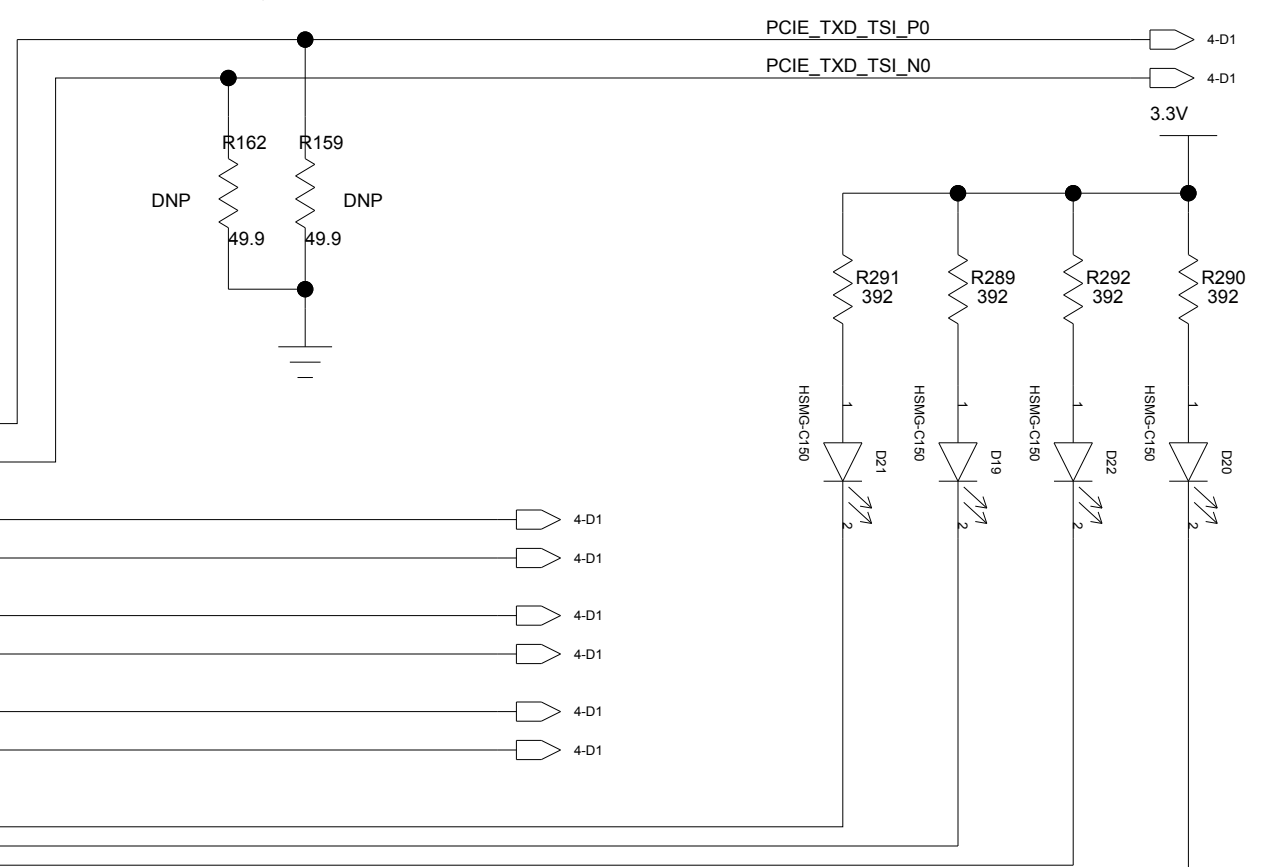 PCIE_TXD_TSI_P0
4-D1
PCIE_TXD_TSI_N0
4-D1
3.3V
R162
R159
DNP
DNP
49.9
49.9
R291
392
R289
392
R292
392
R290
392
HSMG-C150
1
D21
2
HSMG-C150
1
D19
2
HSMG-C150
1
D22
2
HSMG-C150
1
D20
2
4-D1
4-D1
4-D1
4-D1
4-D1
4-D1